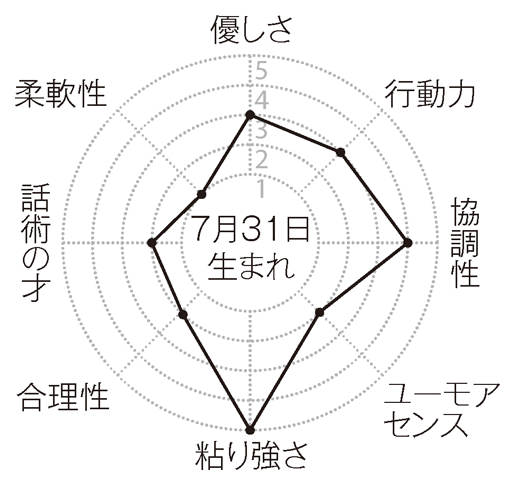 優しさ
行動力
協調性
ユーモア
センス
粘り強さ
合理性
話術の才
柔軟性
5
4
3
2
1
7月31日
生まれ